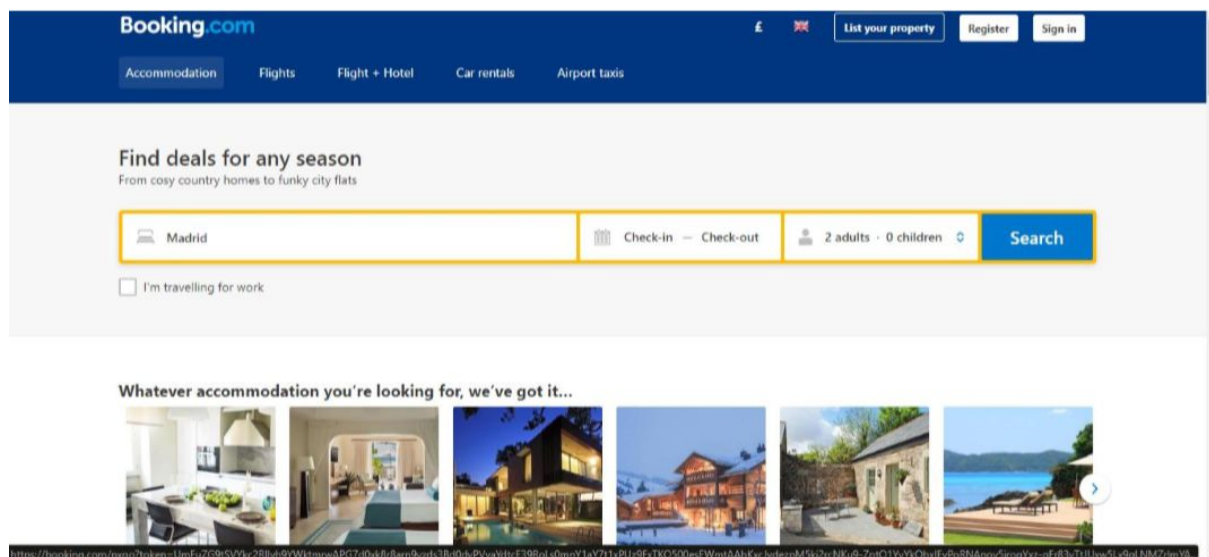 Booking.com
£
List your property
Register
Sign in
Accommodation
Flights
Flight + Hotel
Car rentals
Airport taxis
Find deals for any season
From cosy country homes to funky city flats
Madrid
Check-in — Check-out
2 adults · 0 children
Search
I'm travelling for work
Whatever accommodation you're looking for, we've got it...